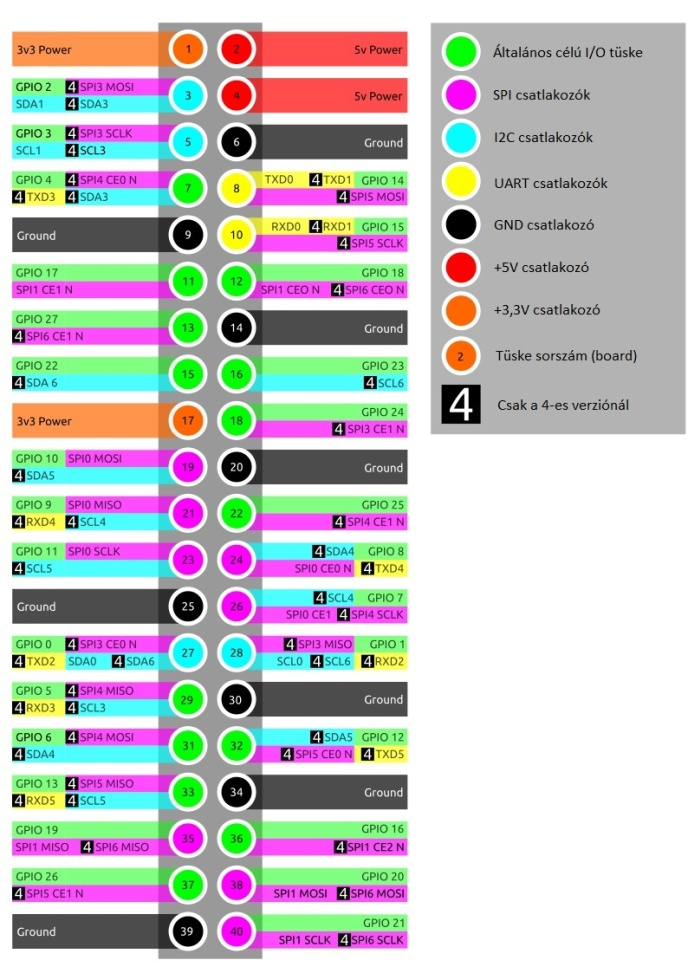 3v3 Power 1 2 5v Power
GPIO 2 4 SPI3 MOSI
SDA1 4 SDA3 3 4 5v Power
GPIO 3 4 SPI3 SCLK
SCL1 4 SCL3 5 6 Ground
GPIO 4 4 SPI4 CE0 N 7 8 TXD0 4 TXD1 GPIO 14
4 TXD3 4 SDA3 4 SPI5 MOSI
Ground 9 10 RXD0 4 RXD1 GPIO 15
4 SPI5 SCLK
GPIO 17 11 12 GPIO 18
SPI1 CE1 N SPI1 CEO N 4 SPI6 CEO N
GPIO 27 13 14 Ground
4 SPI6 CE1 N
GPIO 22 15 16 GPIO 23
4 SDA 6 4 SCL6
3v3 Power 17 18 GPIO 24
4 SPI3 CE1 N
GPIO 10 SPI0 MOSI 19 20 Ground
4 SDA5
GPIO 9 SPI0 MISO 21 22 GPIO 25
4 RXD4 4 SCL4 4 SPI4 CE1 N
GPIO 11 SPI0 SCLK 23 24 4 SDA4 GPIO 8
4 SCL5 SPI0 CE0 N 4 TXD4
Ground 25 26 4 SCL4 GPIO 7
SPI0 CE1 4 SPI4 SCLK
GPIO 0 4 SPI3 CE0 N 27 28 4 SPI3 MISO GPIO 1
4 TXD2 SDA0 4 SDA6 SCL0 4 SCL6 4 RXD2
GPIO 5 4 SPI4 MISO 29 30 Ground
4 RXD3 4 SCL3
GPIO 6 4 SPI4 MOSI 31 32 4 SDA5 GPIO 12
4 SDA4 4 SPI5 CE0 N 4 TXD5
GPIO 13 4 SPI5 MISO 33 34 Ground
4 RXD5 4 SCL5
GPIO 19 35 36 GPIO 16
SPI1 MISO 4 SPI6 MISO 4 SPI1 CE2 N
GPIO 26 37 38 GPIO 20
4 SPI5 CE1 N SPI1 MOSI 4 SPI6 MOSI
Ground 39 40 GPIO 21
SPI1 SCLK 4 SPI6 SCLK
Általános célú I/O tüske
SPI csatlakozók
I2C csatlakozók
UART csatlakozók
GND csatlakozó
+5V csatlakozó
+3,3V csatlakozó
2 Tüske sorszám (board)
4 Csak a 4-es verziónál